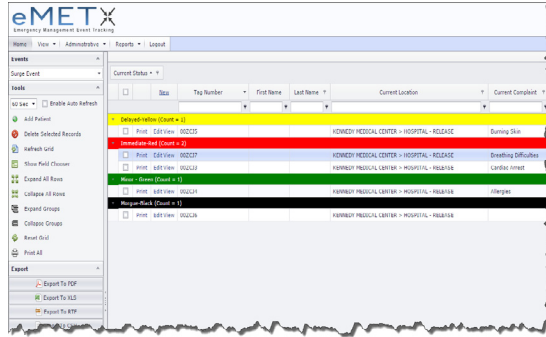 eMETX
Emergency Management Event Tracking
Home View Administrative Reports Logout
Events
Surge Event
Tools
60 Sec Enable Auto Refresh
Add Patient
Delete Selected Records
Refresh Grid
Show Field Chooser
Expand All Rows
Collapse All Rows
Expand Groups
Collapse Groups
Reset Grid
Print All
Export
Export To PDF
Export To XLS
Export To RTF
Current Status
New Tag Number First Name Last Name Current Location Current Complaint
Delayed-Yellow (Count = 1)
Print Edit View 00ZCJ5 KENNEDY MEDICAL CENTER > HOSPITAL - RELEASE Burning Skin
Immediate-Red (Count = 2)
Print Edit View 00ZCJ7 KENNEDY MEDICAL CENTER > HOSPITAL - RELEASE Breathing Difficulties
Print Edit View 00ZCJ3 KENNEDY MEDICAL CENTER > HOSPITAL - RELEASE Cardiac Arrest
Minor - Green (Count = 1)
Print Edit View 00ZCJ4 KENNEDY MEDICAL CENTER > HOSPITAL - RELEASE Allergies
Morgue-Black (Count = 1)
Print Edit View 00ZCJ6 KENNEDY MEDICAL CENTER > HOSPITAL - RELEASE